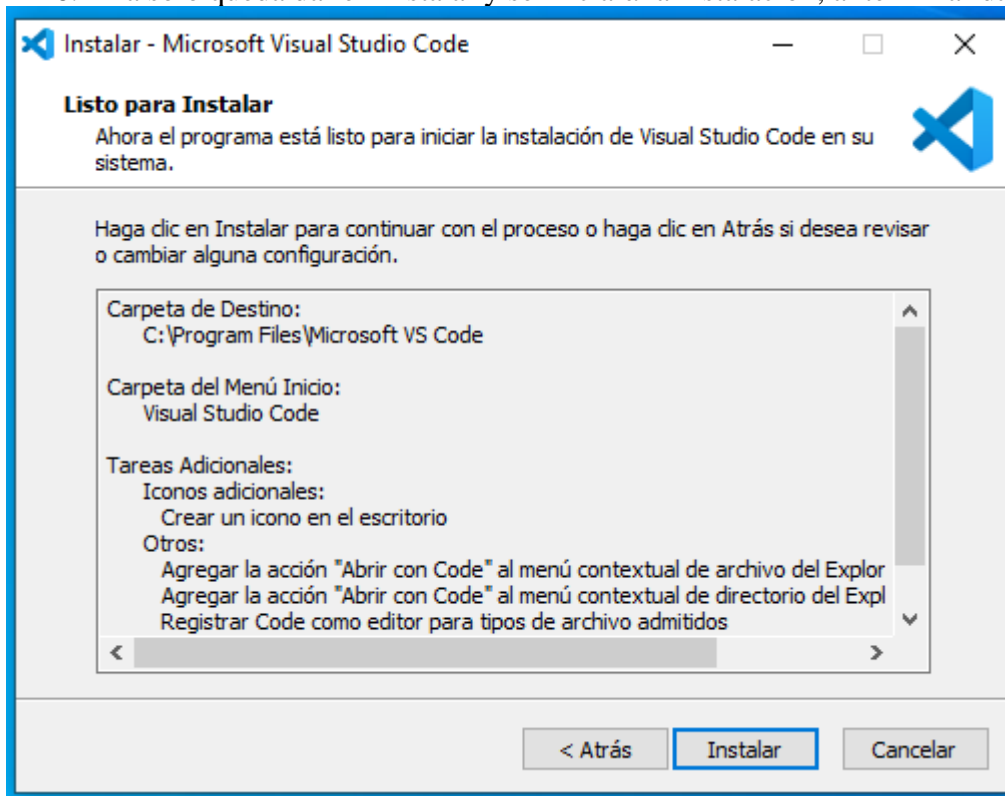 Instalar - Microsoft Visual Studio Code
Listo para Instalar
Ahora el programa está listo para iniciar la instalación de Visual Studio Code en su
sistema.
Haga clic en Instalar para continuar con el proceso o haga clic en Atrás si desea revisar
o cambiar alguna configuración.
Carpeta de Destino:
C:\Program Files\Microsoft VS Code
Carpeta del Menú Inicio:
Visual Studio Code
Tareas Adicionales:
Iconos adicionales:
Crear un icono en el escritorio
Otros:
Agregar la acción "Abrir con Code" al menú contextual de archivo del Explor
Agregar la acción "Abrir con Code" al menú contextual de directorio del Expl
Registrar Code como editor para tipos de archivo admitidos
< Atrás
Instalar
Cancelar